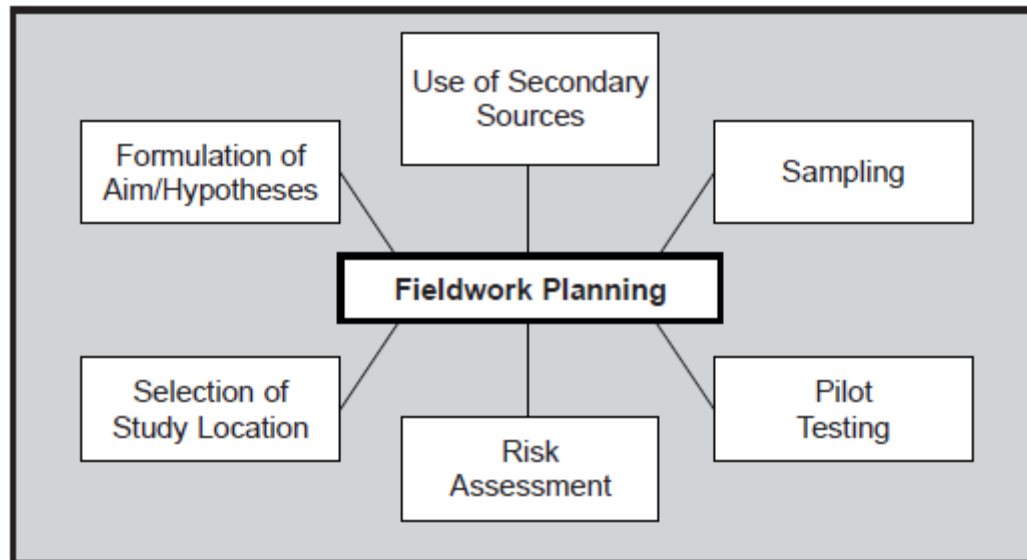 Use of Secondary
Sources
Formulation of
Aim/Hypotheses
Sampling
Fieldwork Planning
Selection of
Study Location
Risk
Assessment
Pilot
Testing